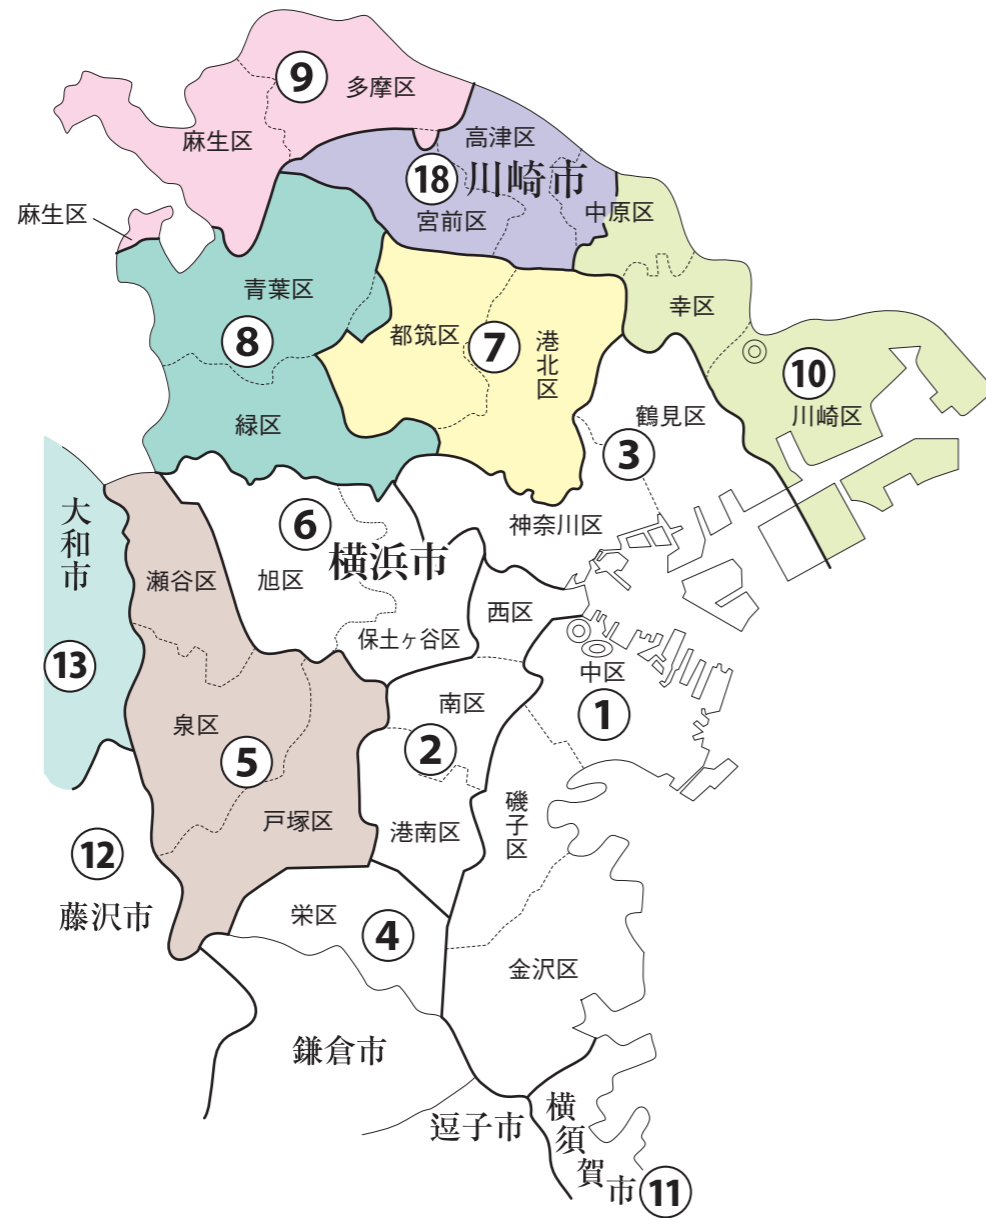 9
多摩区
麻生区
高津区
18
川崎市
麻生区
宮前区
中原区
青葉区
幸区
8
都筑区
7
港北区
10
緑区
鶴見区
川崎区
3
大和市
6
神奈川区
横浜市
瀬谷区
旭区
西区
保土ヶ谷区
13
中区
南区
1
泉区
2
5
戸塚区
港南区
磯子区
12
藤沢市
栄区
4
金沢区
鎌倉市
逗子市
横須賀市
11